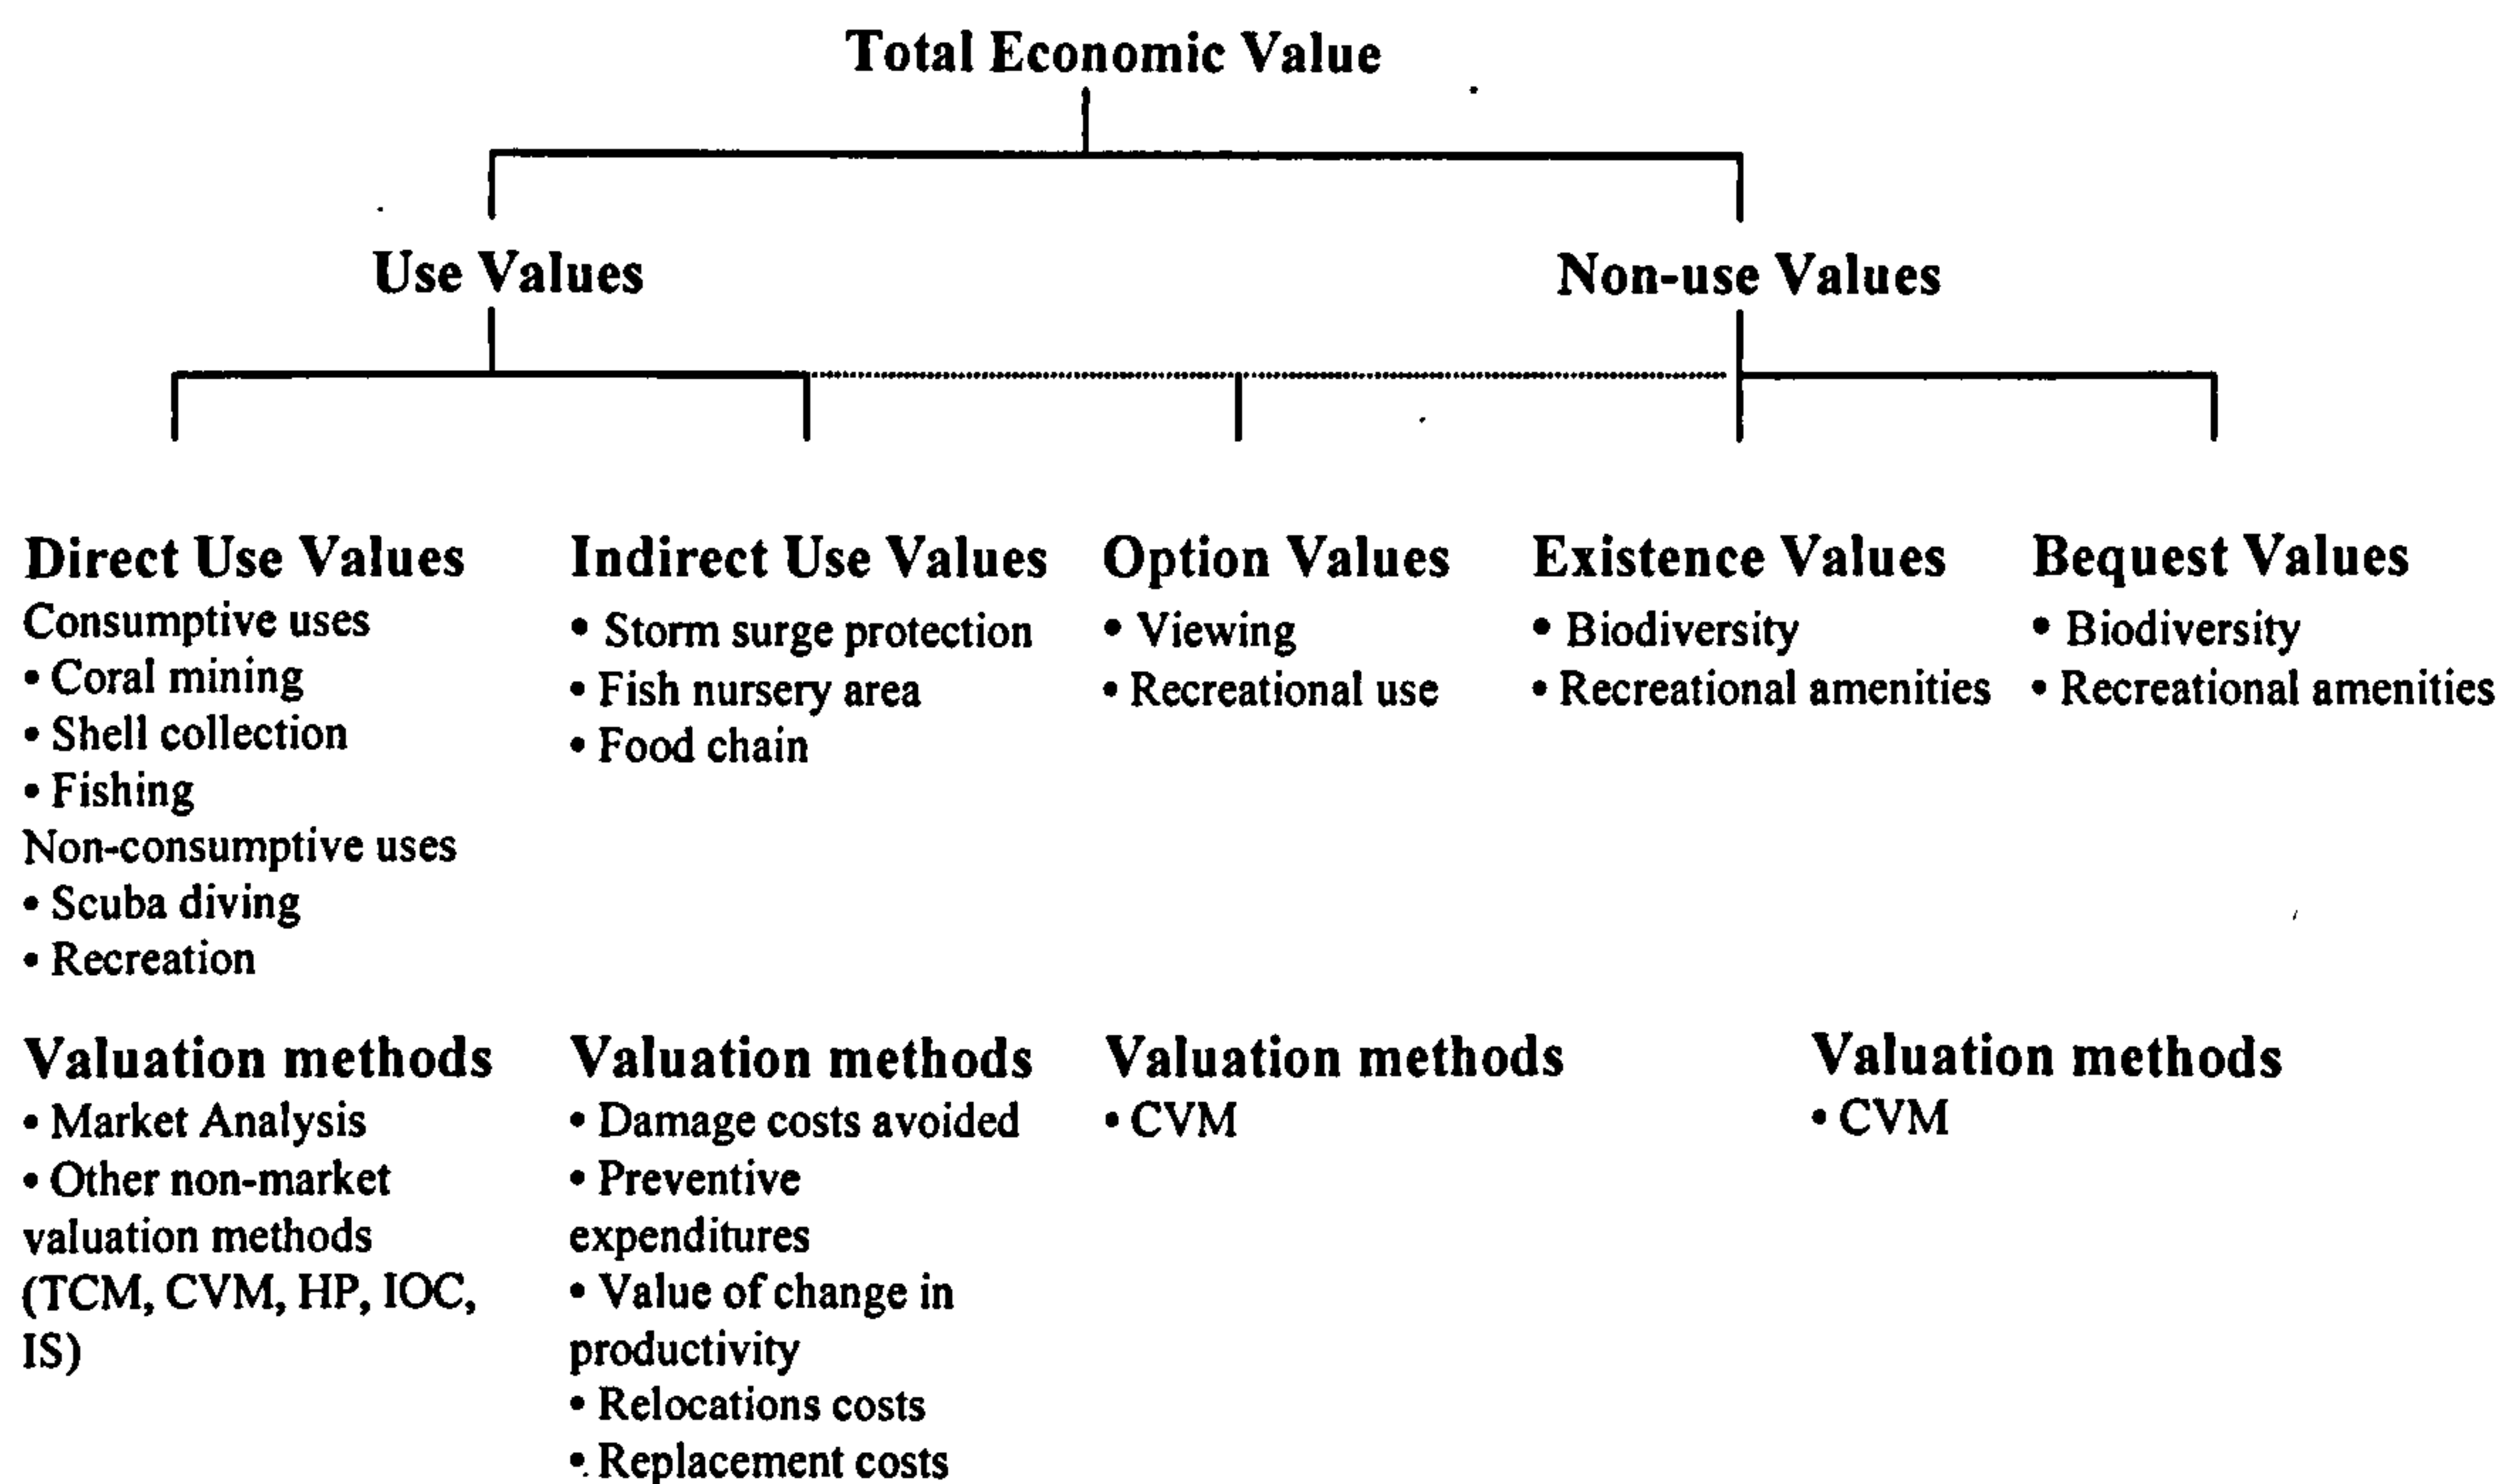 Total Economic Value
Use Values
Non-use Values
Direct Use Values
Consumptive uses
• Coral mining
• Shell collection
• Fishing
Non-consumptive uses
• Scuba diving
• Recreation
Indirect Use Values
• Storm surge protection
• Fish nursery area
• Food chain
Option Values
• Viewing
• Recreational use
Existence Values
• Biodiversity
• Recreational amenities
Bequest Values
• Biodiversity
• Recreational amenities
Valuation methods
• Market Analysis
• Other non-market
valuation methods
(TCM, CVM, HP, IOC,
IS)
Valuation methods
• Damage costs avoided
• Preventive
expenditures
• Value of change in
productivity
• Relocations costs
• Replacement costs
Valuation methods
• CVM
Valuation methods
• CVM